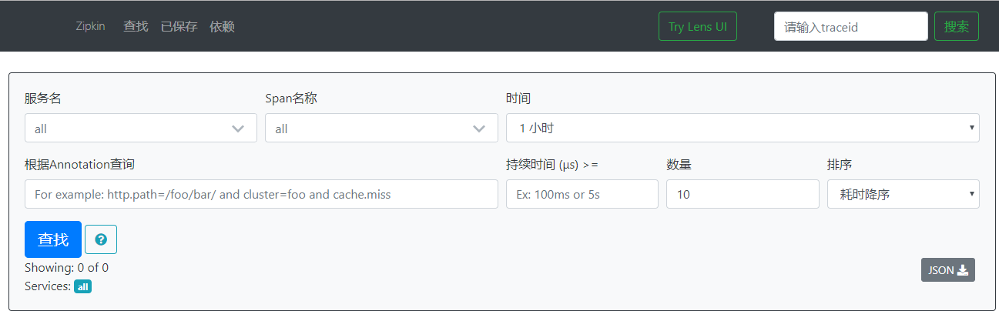 Zipkin 查找 已保存 依赖 Try Lens UI 请输入traceid 搜索
服务名 Span名称 时间
all all 1 小时
根据Annotation查询 持续时间 (μs) >= 数量 排序
For example: http.path=/foo/bar/ and cluster=foo and cache.miss Ex: 100ms or 5s 10 耗时降序
查找 ?
Showing: 0 of 0
JSON
Services: all